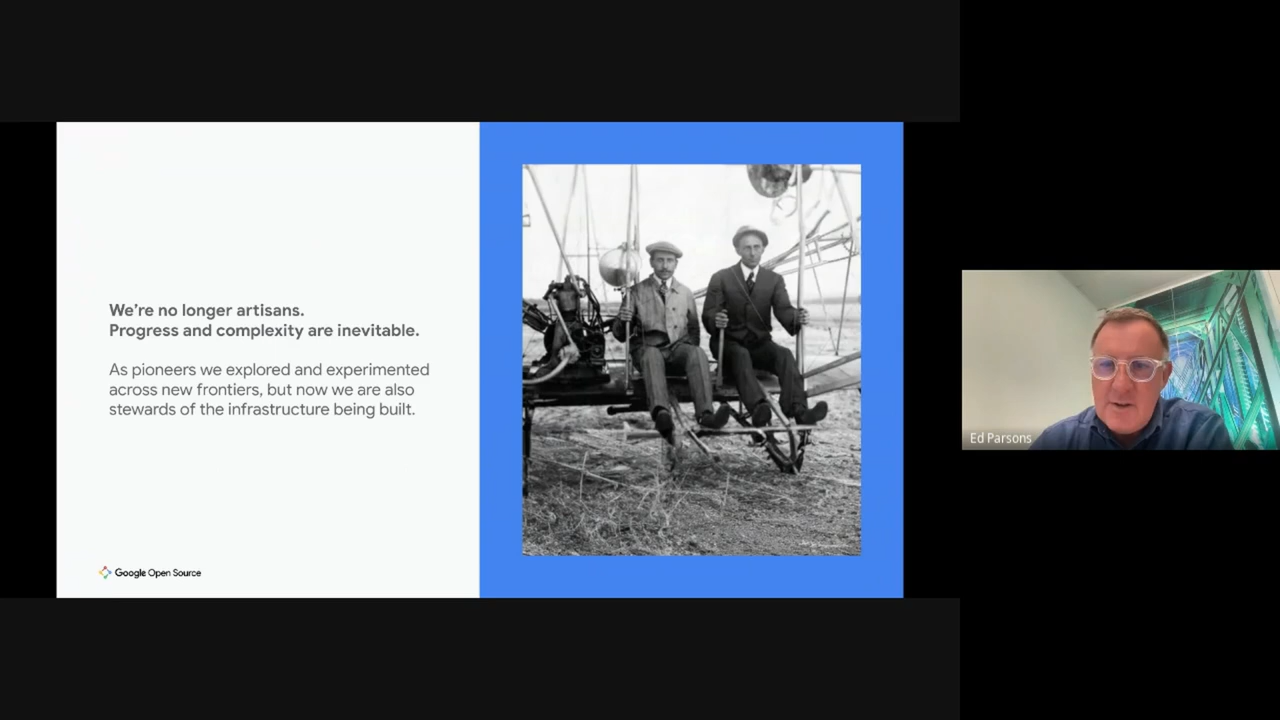 We're no longer artisans.
Progress and complexity are inevitable.
As pioneers we explored and experimented
across new frontiers, but now we are also
stewards of the infrastructure being built.
Google Open Source
Ed Parsons